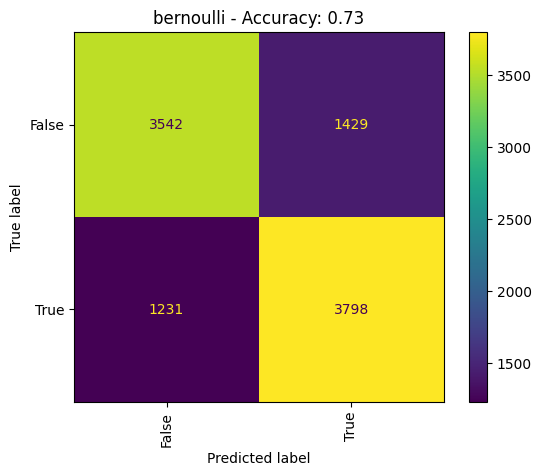 bernoulli - Accuracy: 0.73
False
3542
1429
True
1231
3798
False
True
Predicted label
True label
3500
3000
2500
2000
1500